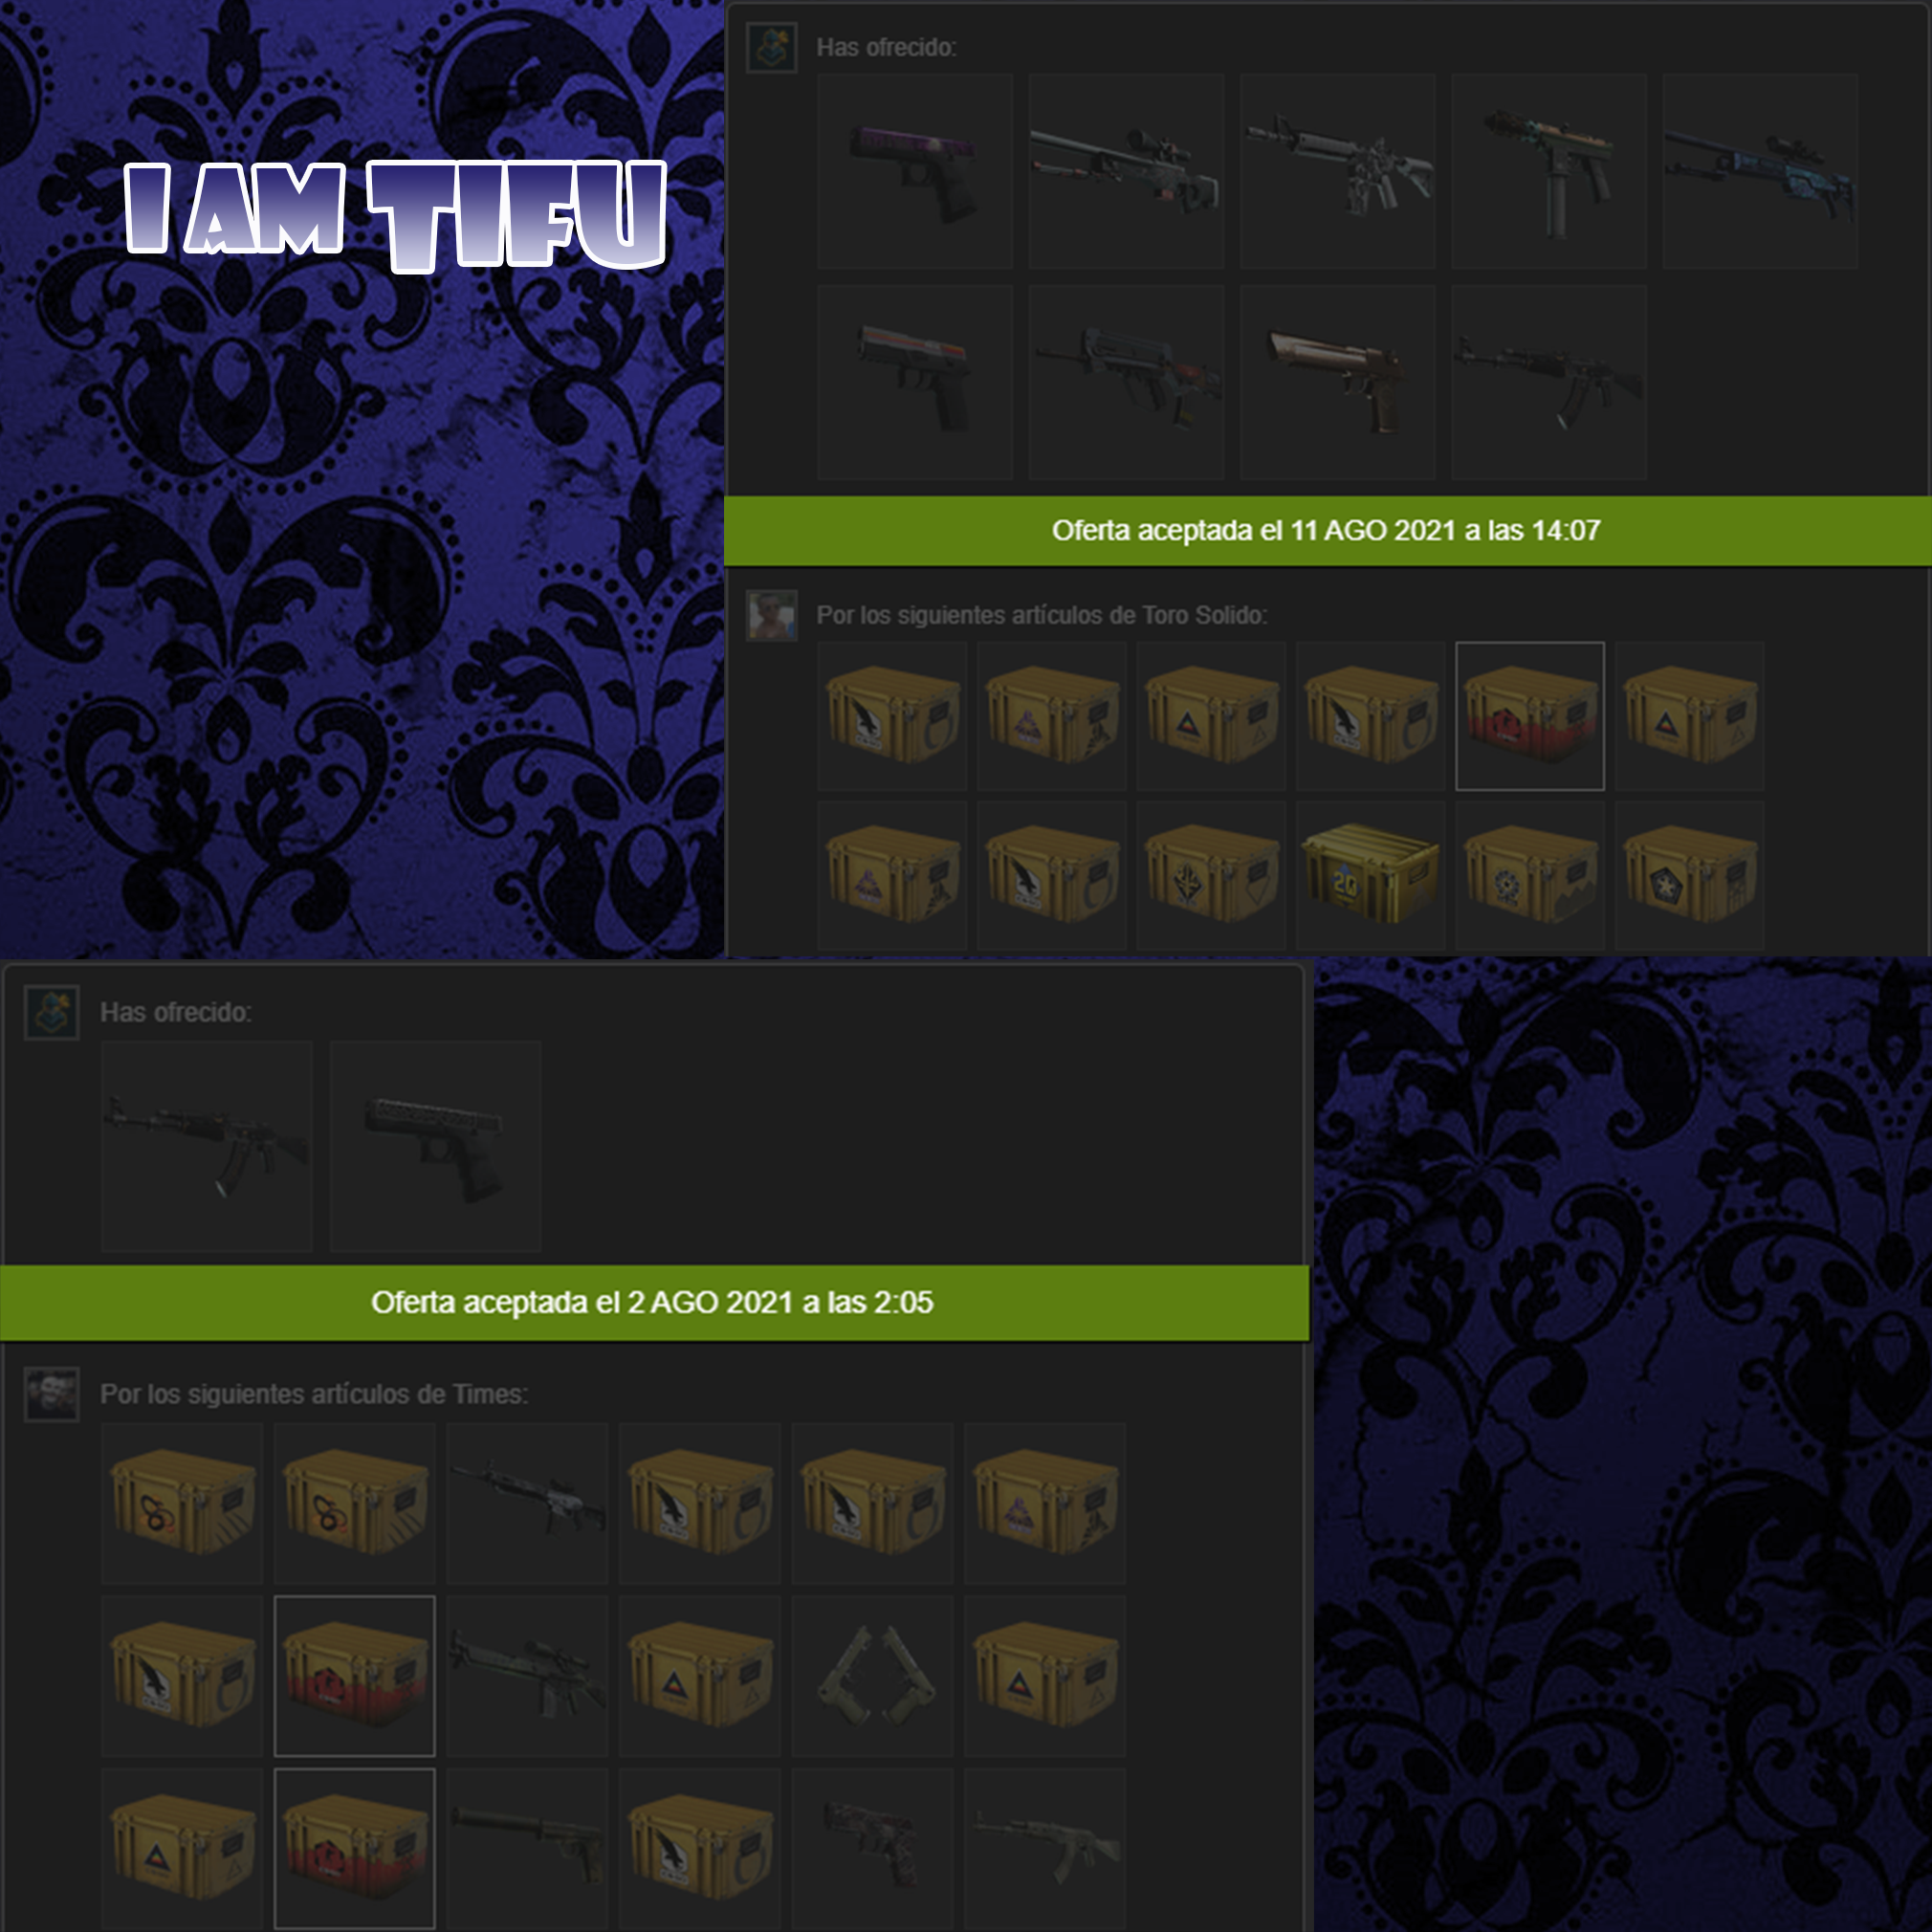 I AM TIFU
Has ofrecido:
Oferta aceptada el 11 AGO 2021 a las 14:07
Por los siguientes artículos de Toro Solido:
20
Has ofrecido:
Oferta aceptada el 2 AGO 2021 a las 2:05
Por los siguientes artículos de Times: